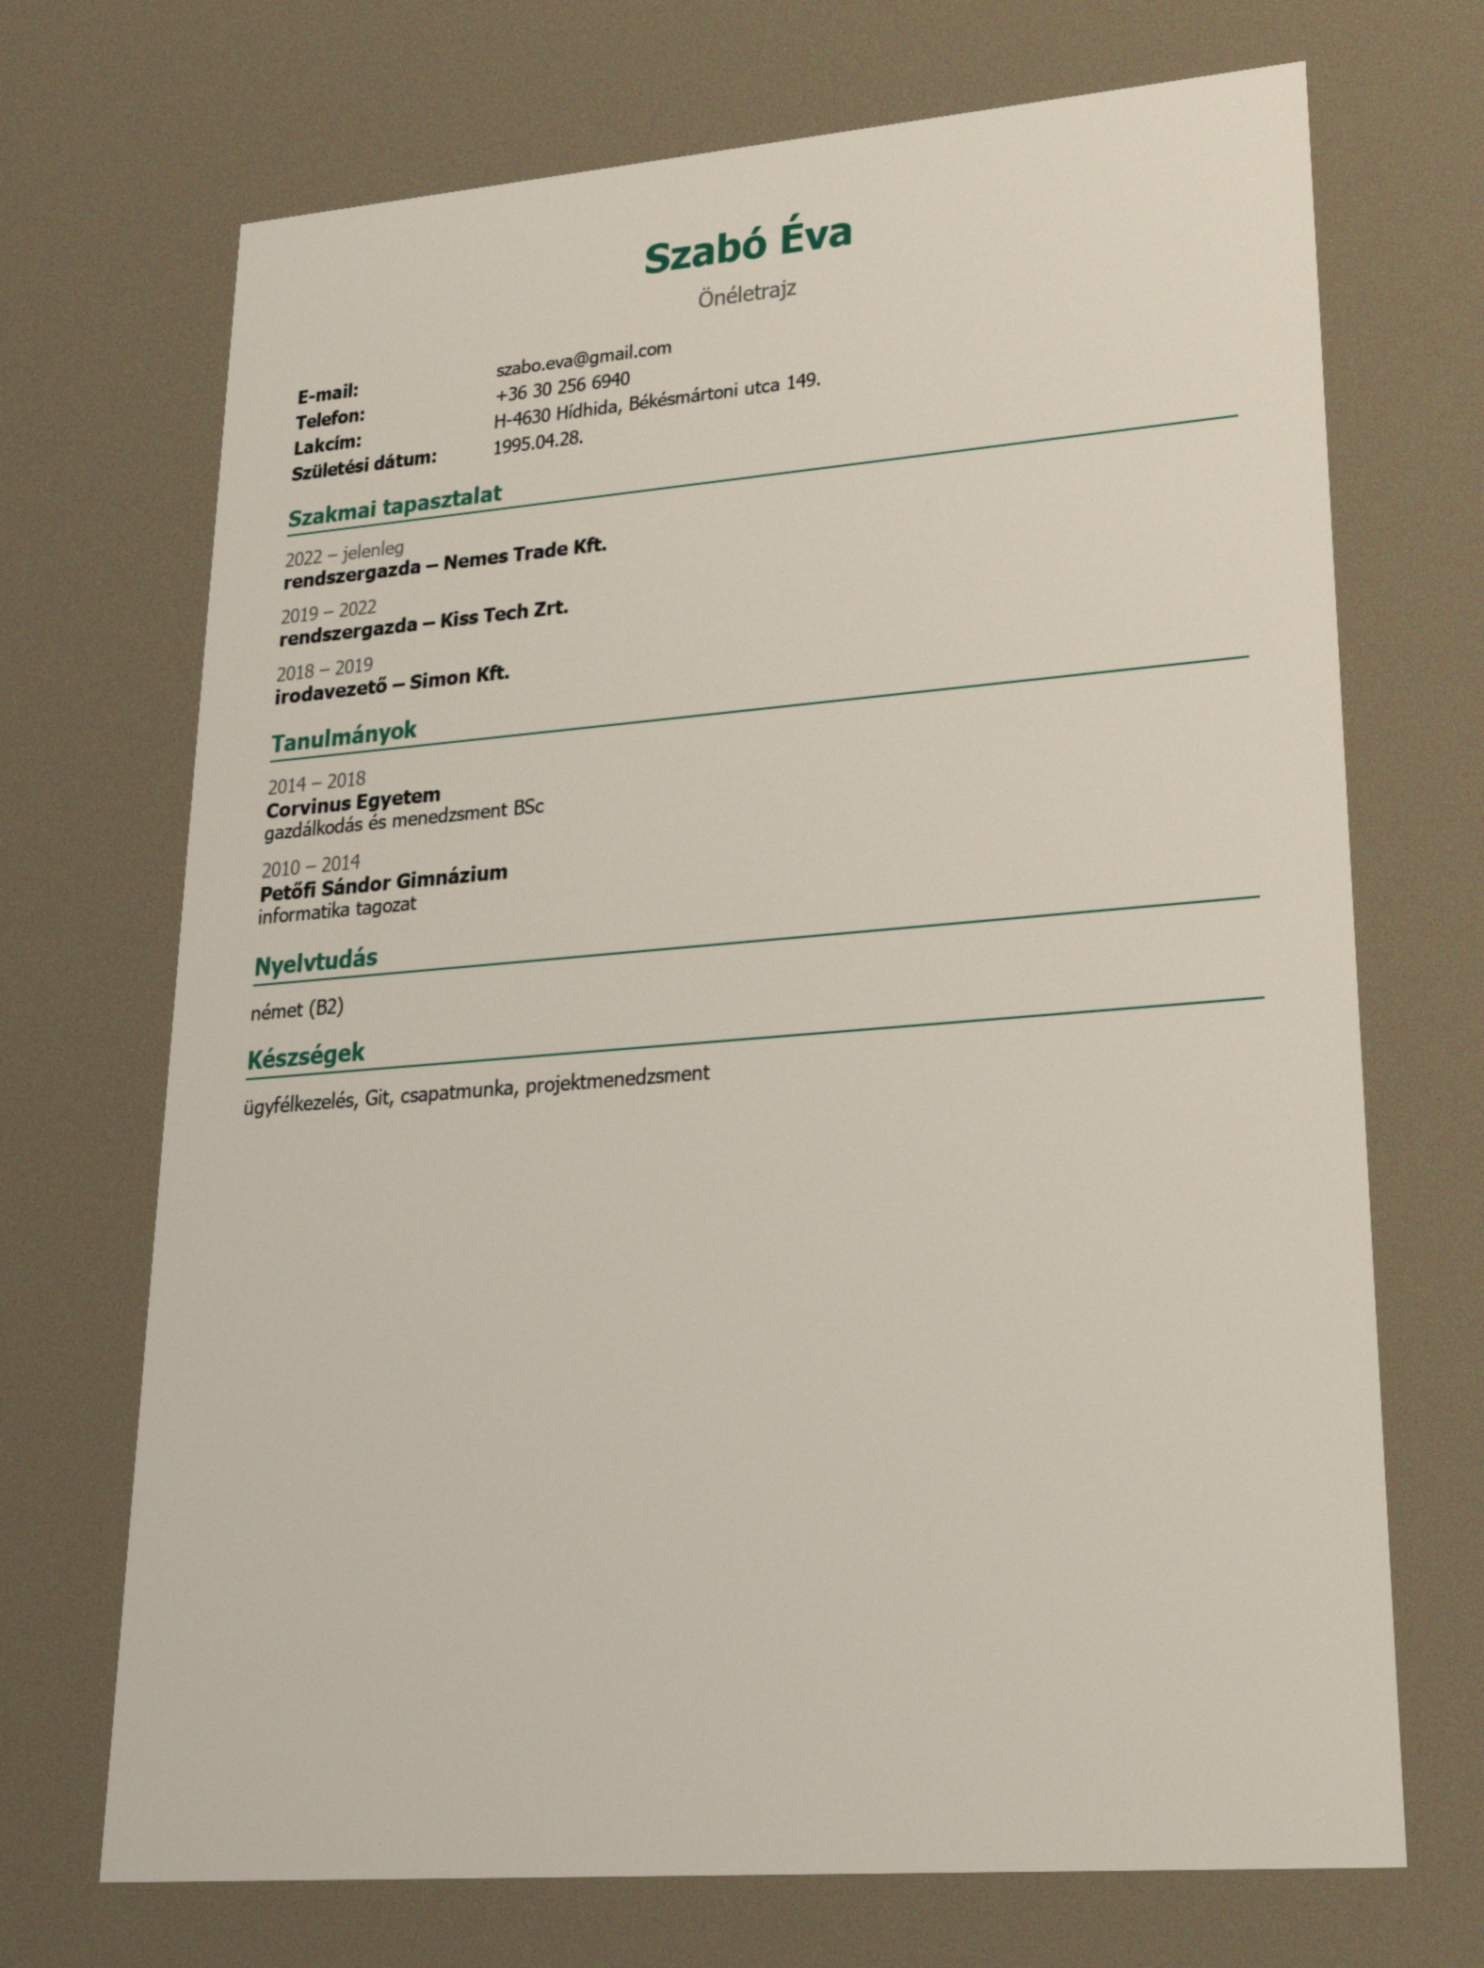 Szabó Éva
Önéletrajz
E-mail: szabo.eva@gmail.com
Telefon: +36 30 256 6940
Lakcím: H-4630 Hídhida, Békésmártoni utca 149.
Születési dátum: 1995.04.28.
Szakmai tapasztalat
2022 – jelenleg
rendszergazda – Nemes Trade Kft.
2019 – 2022
rendszergazda – Kiss Tech Zrt.
2018 – 2019
irodavezető – Simon Kft.
Tanulmányok
2014 – 2018
Corvinus Egyetem
gazdálkodás és menedzsment BSc
2010 – 2014
Petőfi Sándor Gimnázium
informatika tagozat
Nyelvtudás
német (B2)
Készségek
ügyfélkezelés, Git, csapatmunka, projektmenedzsment